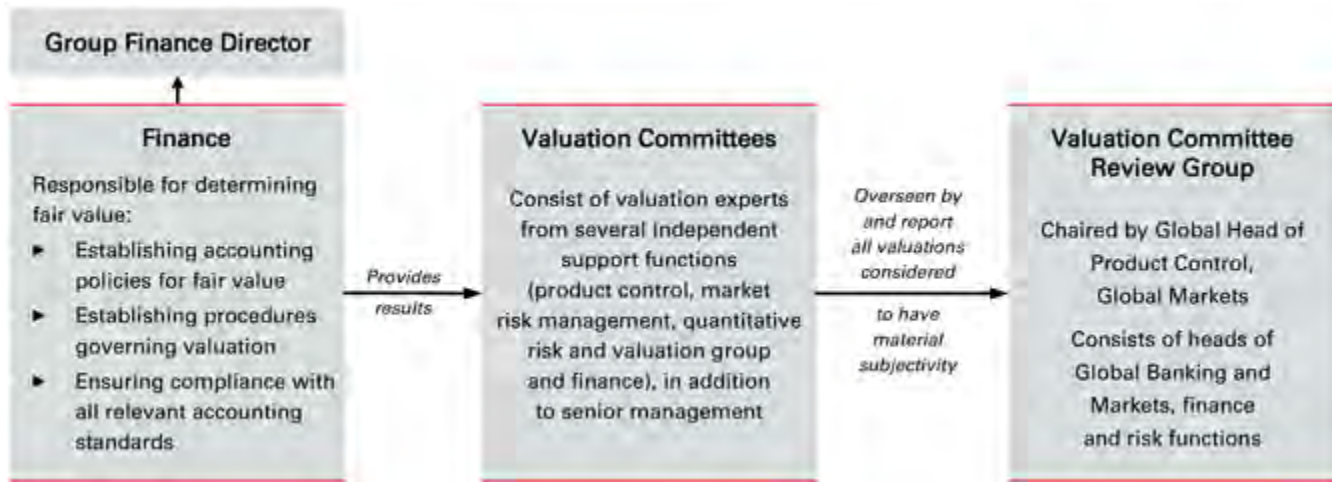 Group Finance Director
Finance
Responsible for determining
fair value:
► Establishing accounting
policies for fair value
► Establishing procedures
governing valuation
► Ensuring compliance with
all relevant accounting
standards
Provides
results
Valuation Committees
Consist of valuation experts
from several independent
support functions
(product control, market
risk management, quantitative
risk and valuation group
and finance), in addition
to senior management
Overseen by
and report
all valuations
considered
to have
material
subjectivity
Valuation Committee
Review Group
Chaired by Global Head of
Product Control,
Global Markets
Consists of heads of
Global Banking and
Markets, finance
and risk functions